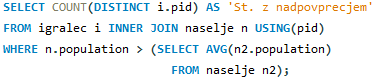 SELECT COUNT(DISTINCT i.pid) AS 'St. z nadpovprecjem'
FROM igralec i INNER JOIN naselje n USING(pid)
WHERE n.population > (SELECT AVG(n2.population)
FROM naselje n2);